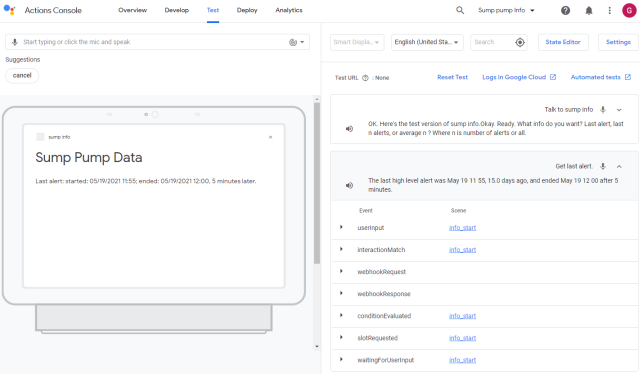 Actions Console
Overview
Develop
Test
Deploy
Analytics
Sump pump Info
G
Start typing or click the mic and speak
Suggestions
cancel
sump info
Sump Pump Data
Last alert: started: 05/19/2021 11:55; ended: 05/19/2021 12:00, 5 minutes later.
Smart Displa...
English (United Sta...
Search
State Editor
Settings
Test URL : None
Reset Test
Logs in Google Cloud
Automated tests
Talk to sump info
OK. Here's the test version of sump info.Okay. Ready. What info do you want? Last alert, last
n alerts, or average n ? Where n is number of alerts or all.
Get last alert.
The last high level alert was May 19 11 55, 15.0 days ago, and ended May 19 12 00 after 5
minutes.
Event Scene
userInput info_start
interactionMatch info_start
webhookRequest
webhookResponse
conditionEvaluated info_start
slotRequested info_start
waitingForUserInput info_start